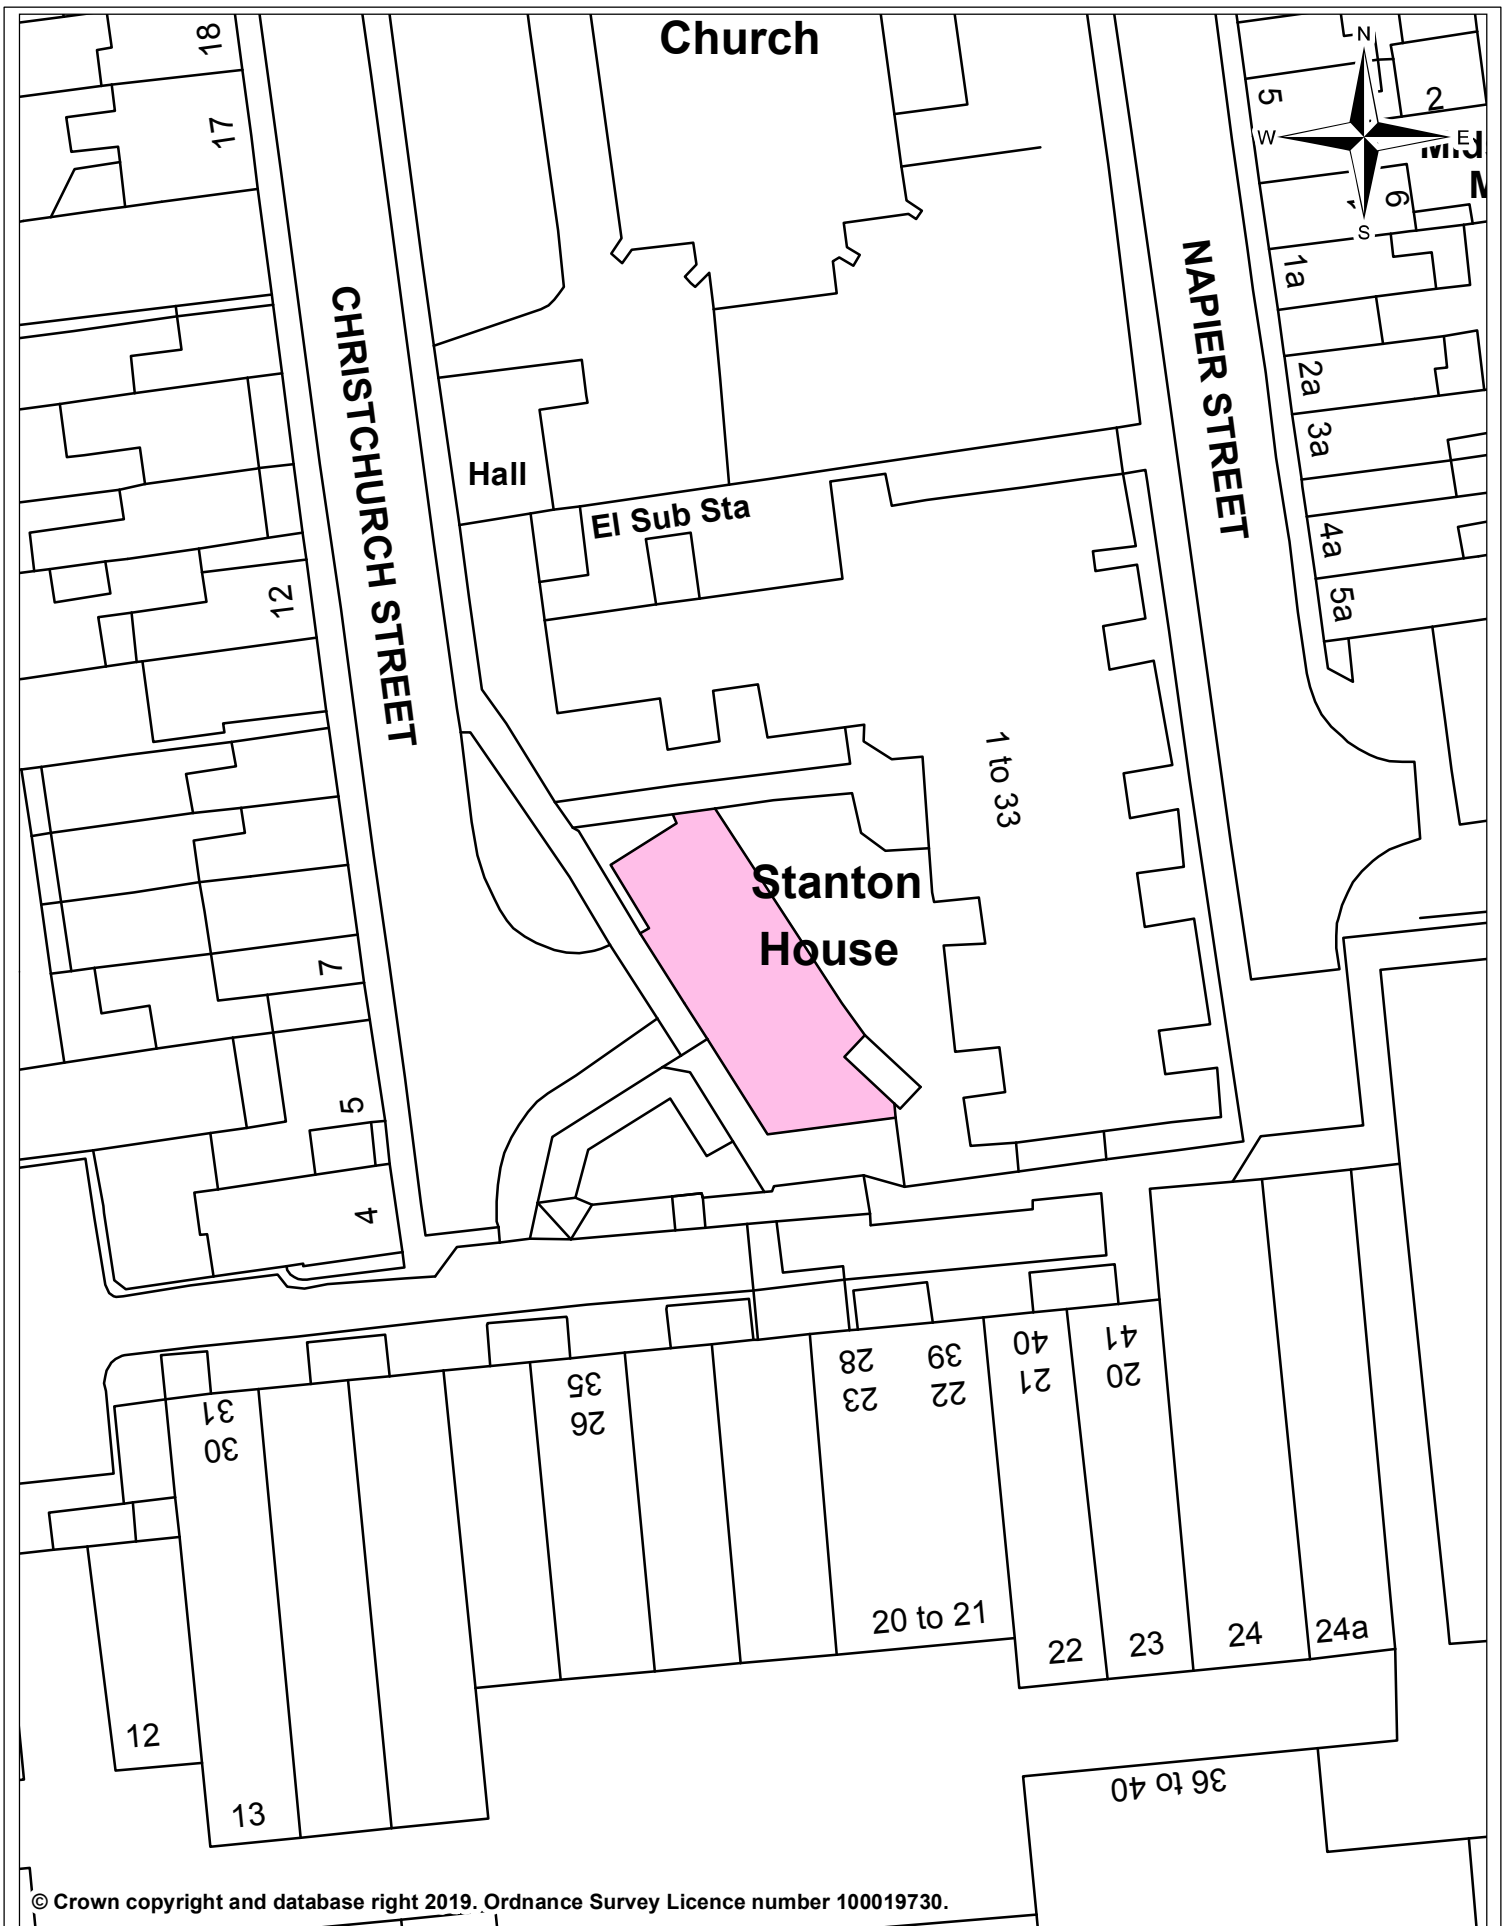 Church
18
17
N
W
E
S
5
2
6
1a
2a
3a
4a
5a
CHRISTCHURCH STREET
NAPIER STREET
Hall
El Sub Sta
12
1 to 33
Stanton
House
7
5
4
31
30
35
26
28
23
39
22
40
21
41
20
20 to 21
22
23
24
24a
12
13
36 to 40
© Crown copyright and database right 2019. Ordnance Survey Licence number 100019730.